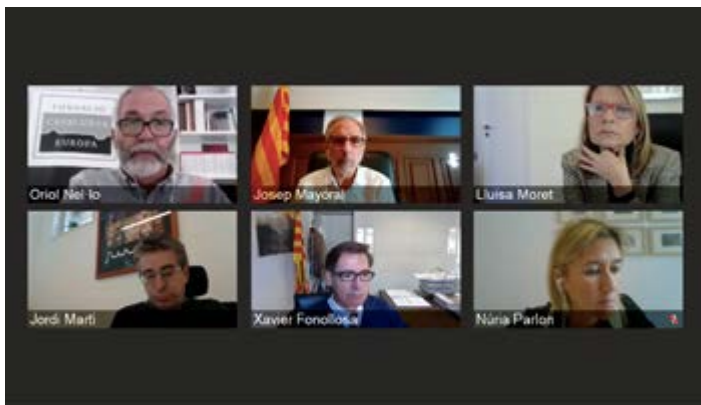 EUROPA
Oriol Nel·lo
Josep Mayoral
Lluïsa Moret
Jordi Martí
Xavier Fonollosa
Núria Parlon